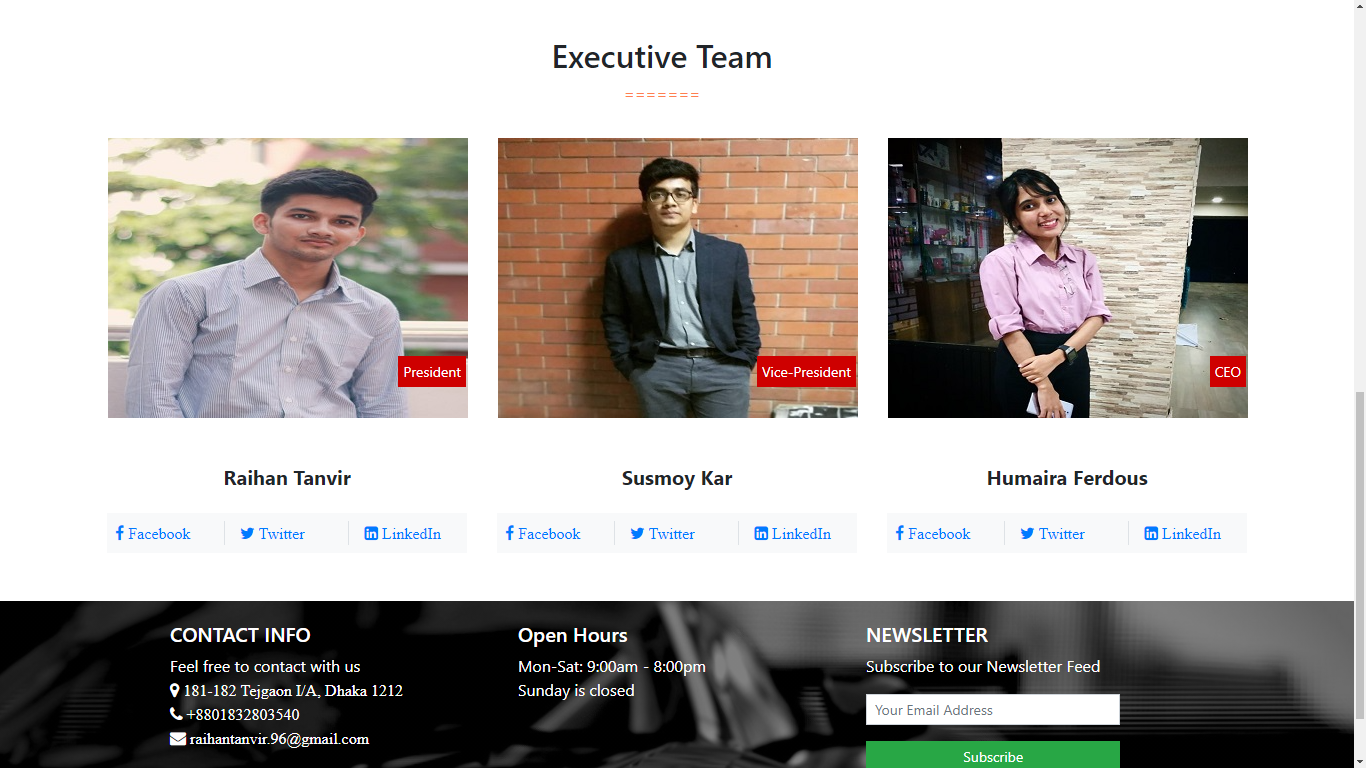 Executive Team
=======
President
Vice-President
CEO
Raihan Tanvir
Susmoy Kar
Humaira Ferdous
Facebook Twitter LinkedIn
Facebook Twitter LinkedIn
Facebook Twitter LinkedIn
CONTACT INFO
Feel free to contact with us
181-182 Tejgaon I/A, Dhaka 1212
+8801832803540
raihantanvir.96@gmail.com
Open Hours
Mon-Sat: 9:00am - 8:00pm
Sunday is closed
NEWSLETTER
Subscribe to our Newsletter Feed
Your Email Address
Subscribe